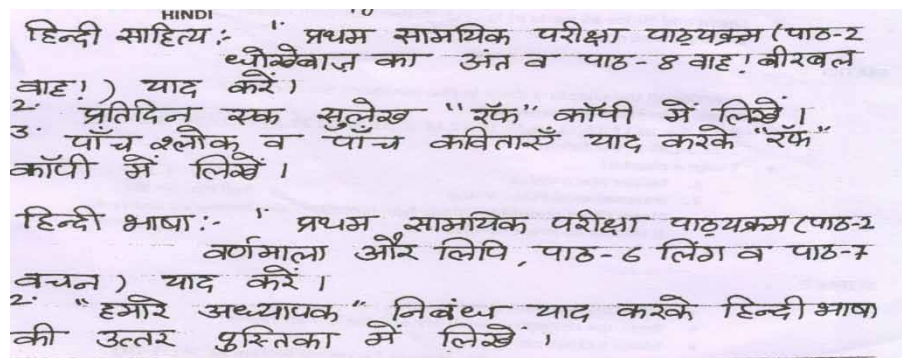 HINDI
हिन्दी साहित्य :- 1. प्रथम सामयिक परीक्षा पाठ्यक्रम (पाठ-2
धोखेबाज़ का अंत व पाठ-8 वाह! बीरबल
वाह!) याद करें।
2. प्रतिदिन एक सुलेख "रॅफ" कॉपी में लिखें।
3. पाँच श्लोक व पाँच कविताएँ याद करके "रॅफ"
कॉपी में लिखें।
हिन्दी भाषा :- 1. प्रथम सामयिक परीक्षा पाठ्यक्रम (पाठ-2
वर्णमाला और लिपि, पाठ-6 लिंग व पाठ-7
वचन) याद करें।
2. "हमारे अध्यापक" निबंध याद करके हिन्दी भाषा
की उत्तर पुस्तिका में लिखें।